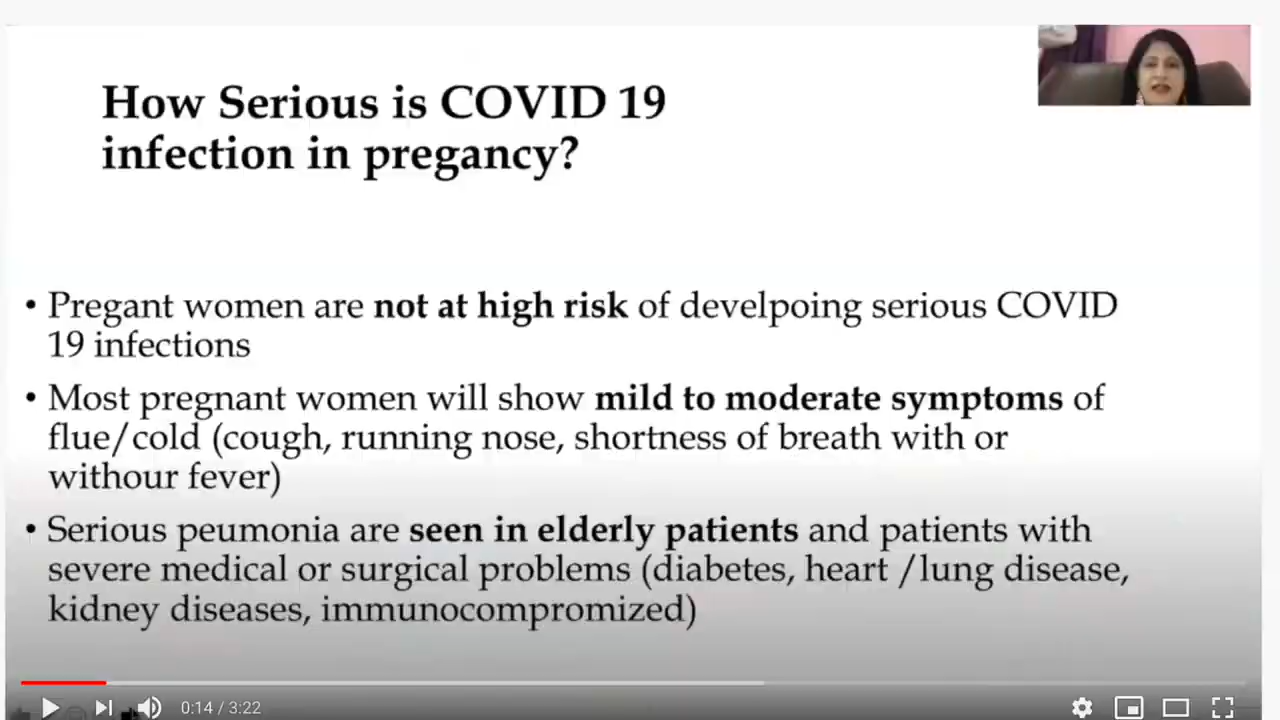 How Serious is COVID 19
infection in pregancy?
• Pregant women are not at high risk of develpoing serious COVID
19 infections
• Most pregnant women will show mild to moderate symptoms of
flue/cold (cough, running nose, shortness of breath with or
withour fever)
• Serious peumonia are seen in elderly patients and patients with
severe medical or surgical problems (diabetes, heart /lung disease,
kidney diseases, immunocompromized)
0:14 / 3:22